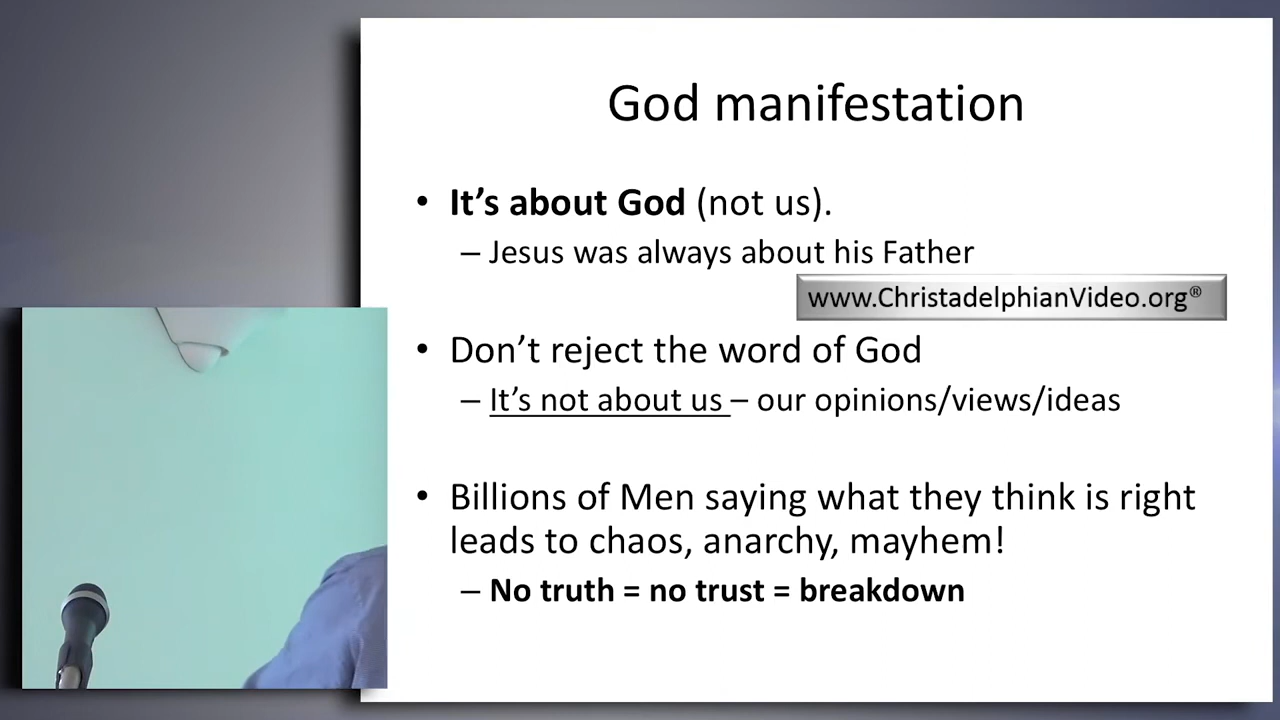 God manifestation
• It's about God (not us).
– Jesus was always about his Father
www.ChristadelphianVideo.org®
• Don't reject the word of God
– It's not about us – our opinions/views/ideas
• Billions of Men saying what they think is right
leads to chaos, anarchy, mayhem!
– No truth = no trust = breakdown